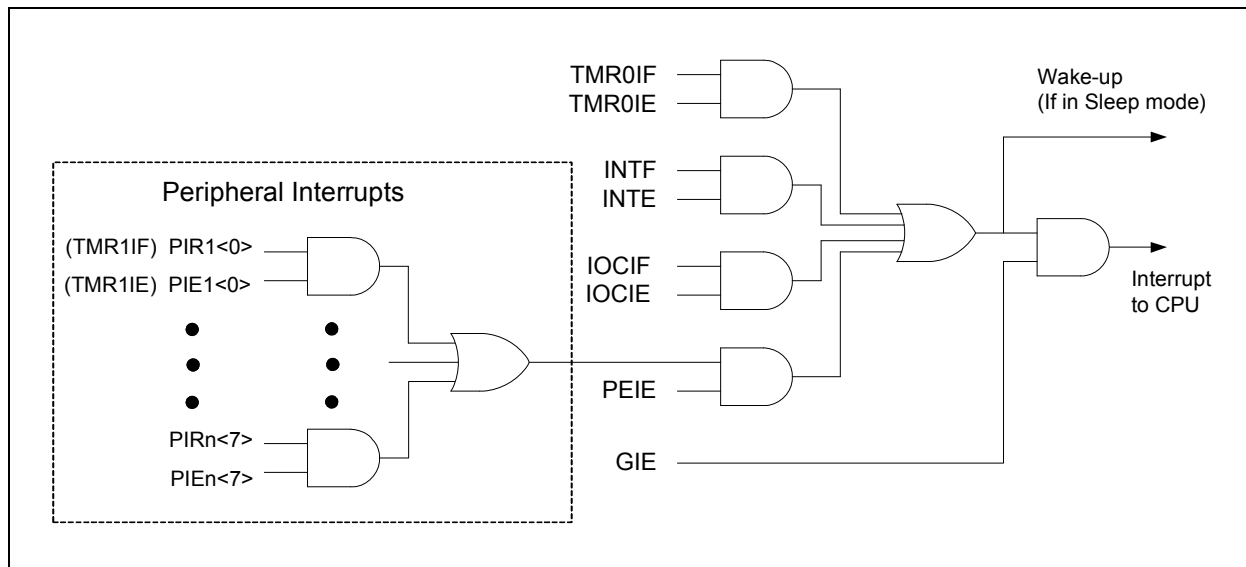 TMR0IF
TMR0IE
Wake-up
(If in Sleep mode)
INTF
INTE
Peripheral Interrupts
(TMR1IF) PIR1<0>
(TMR1IE) PIE1<0>
IOCIF
IOCIE
Interrupt
to CPU
PEIE
PIRn<7>
PIEn<7>
GIE